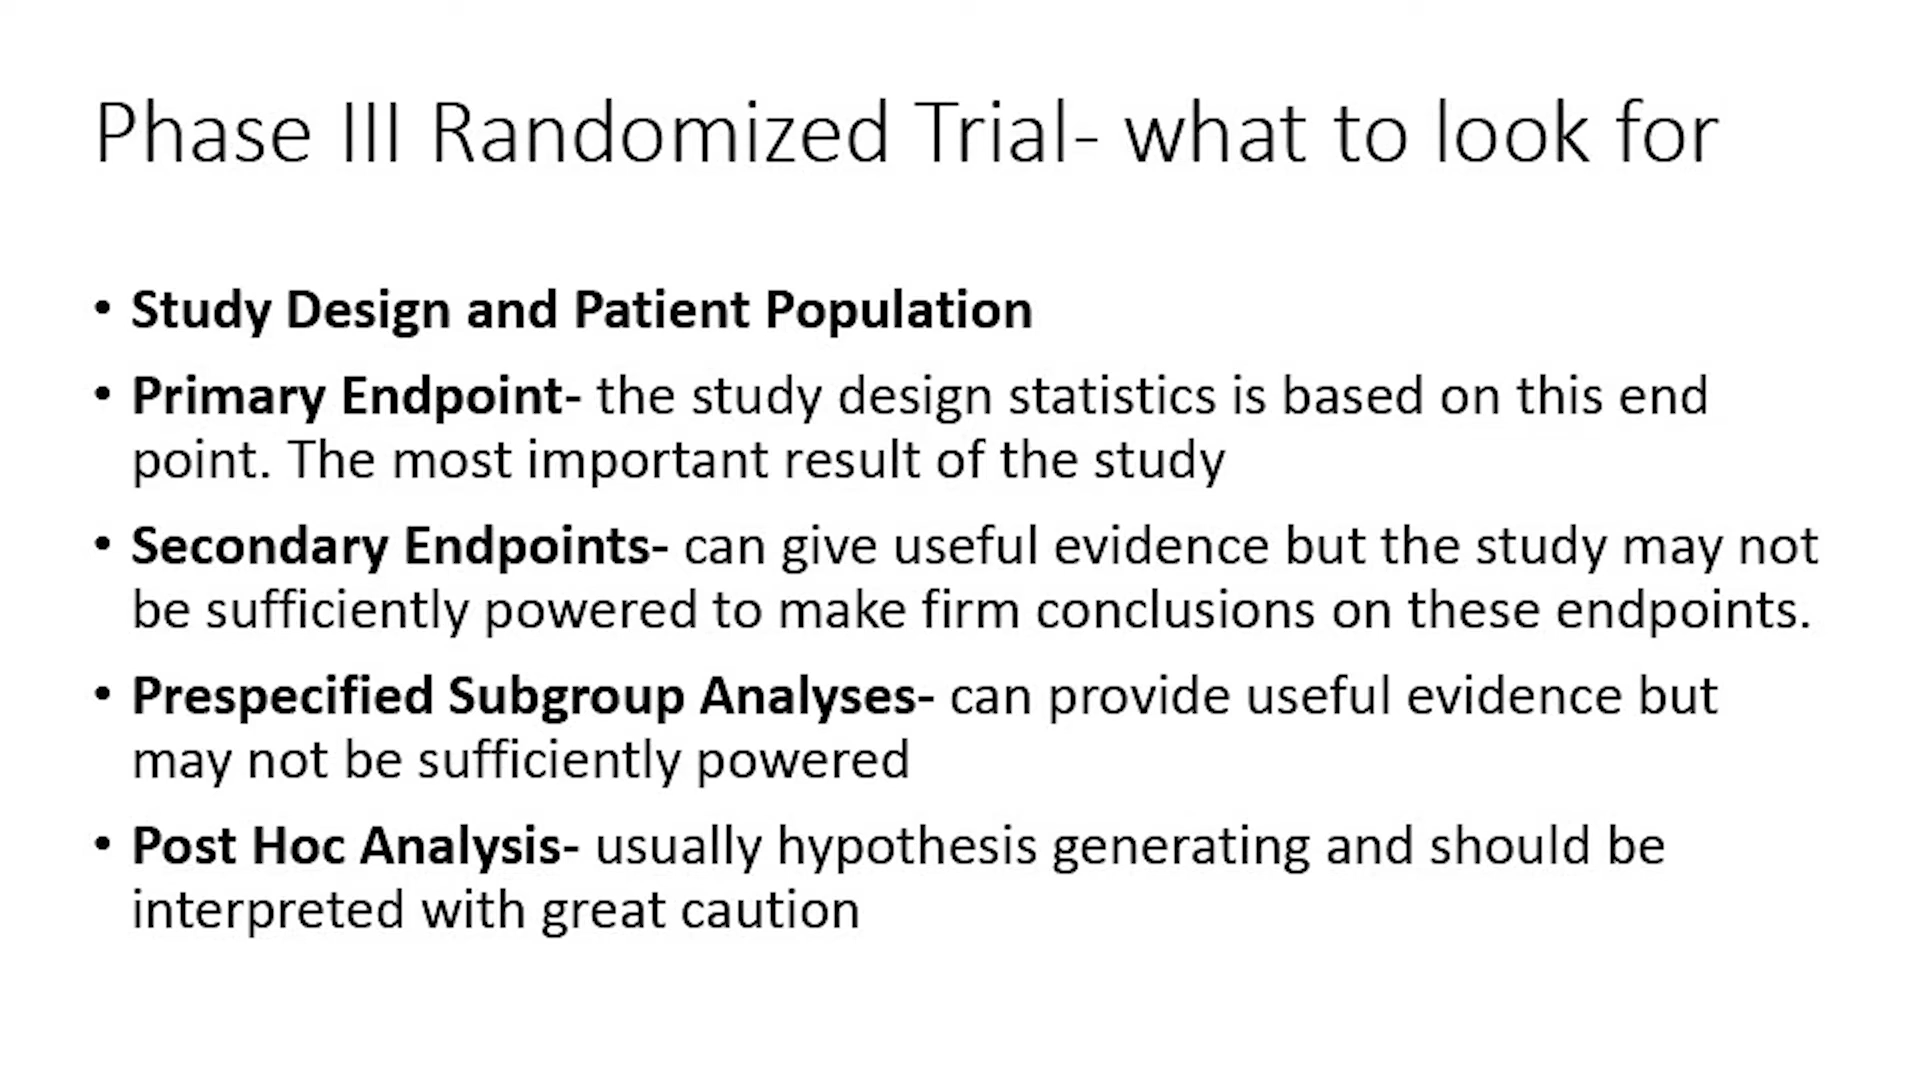 Phase III Randomized Trial- what to look for
• Study Design and Patient Population
• Primary Endpoint- the study design statistics is based on this end
point. The most important result of the study
• Secondary Endpoints- can give useful evidence but the study may not
be sufficiently powered to make firm conclusions on these endpoints.
• Prespecified Subgroup Analyses- can provide useful evidence but
may not be sufficiently powered
• Post Hoc Analysis- usually hypothesis generating and should be
interpreted with great caution